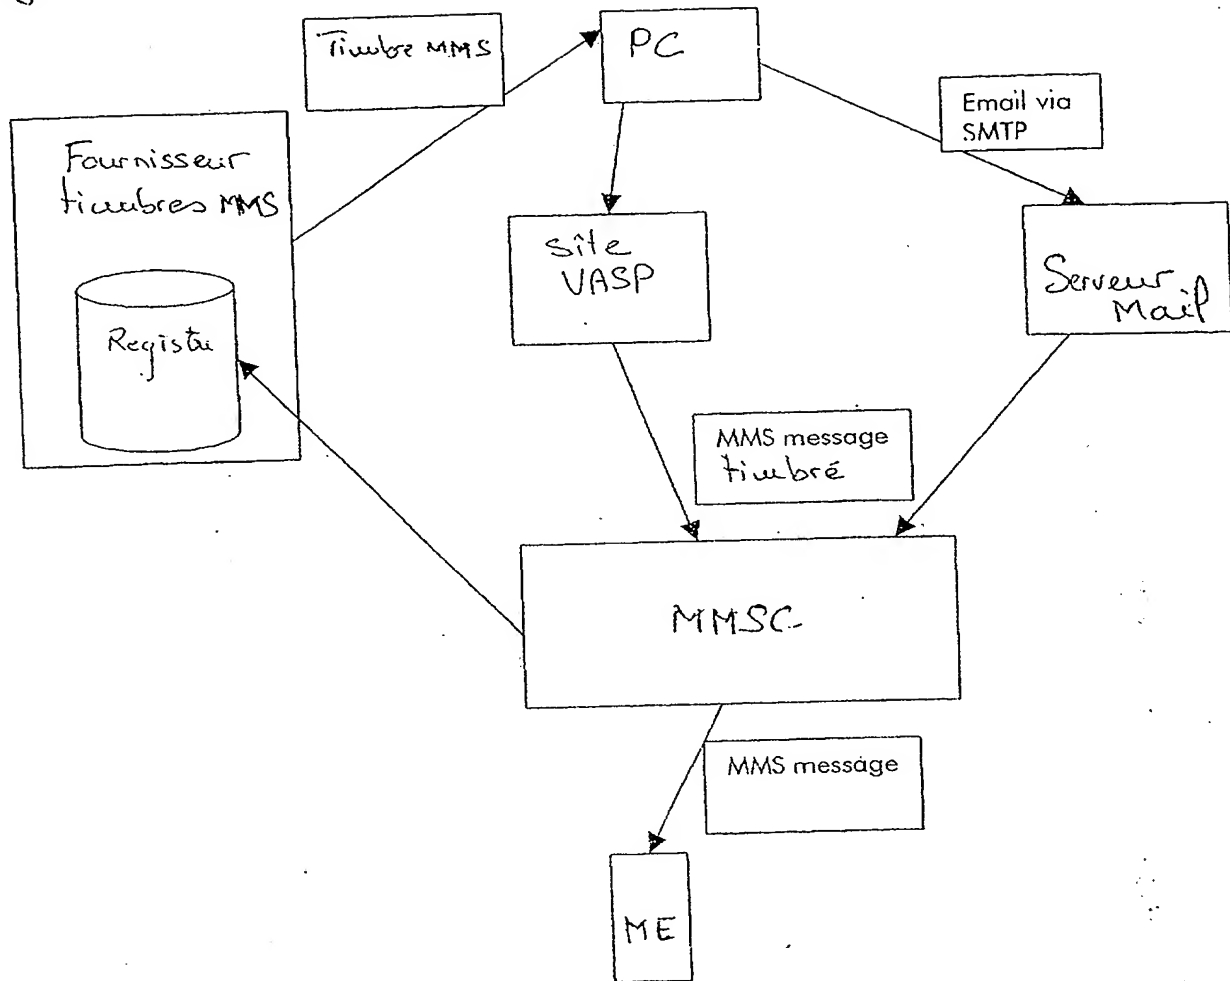 Timbre MMS
PC
Email via
SMTP
Fournisseur
timbres MMS
Registre
sîte
VASP
Serveur
Mail
MMS message
timbré
MMSC
MMS message
ME